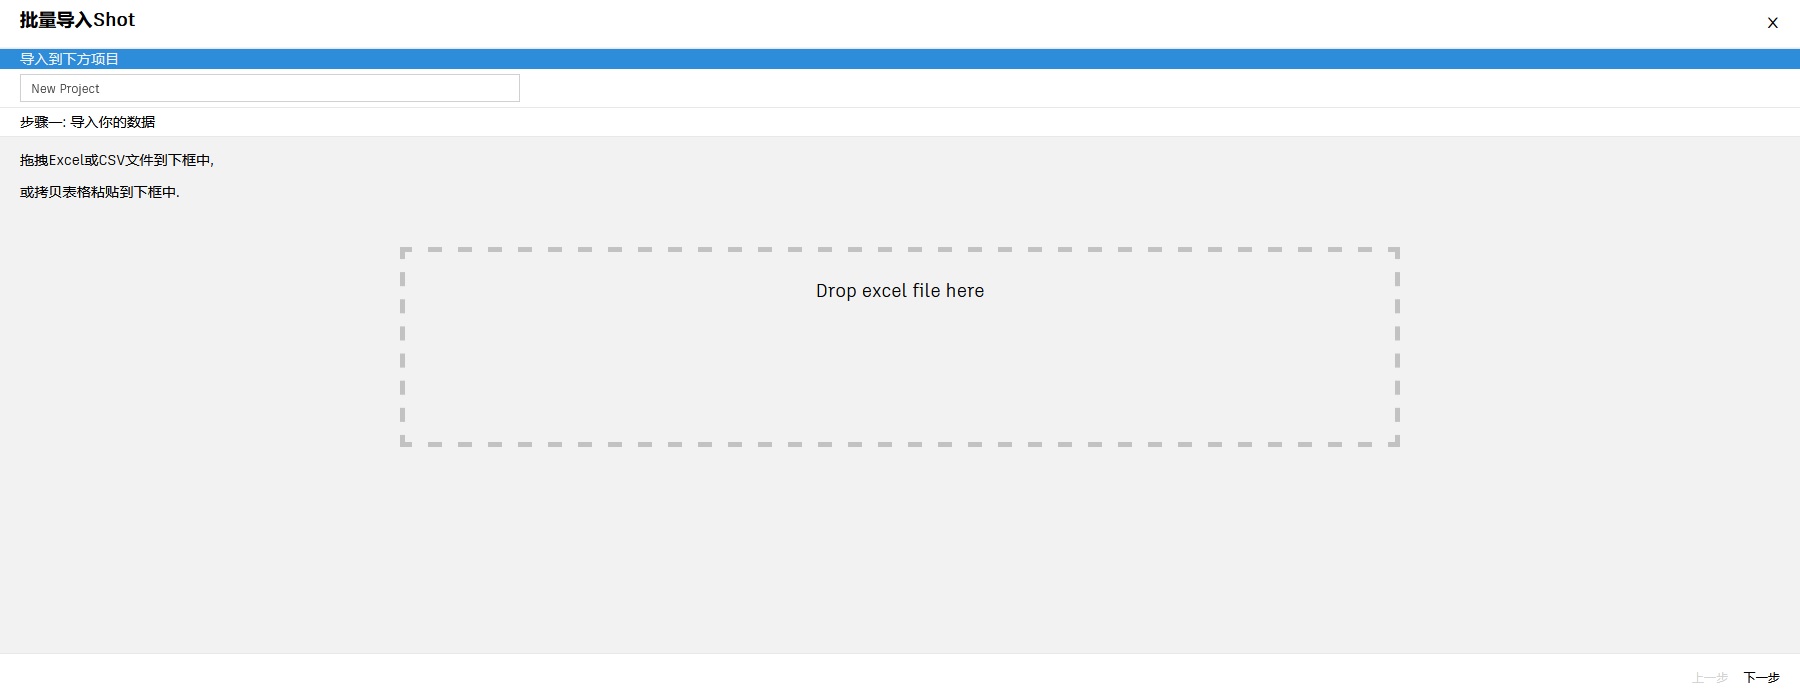 批量导入Shot
X
导入到下方项目
New Project
步骤一: 导入你的数据
拖拽Excel或CSV文件到下框中,
或拷贝表格粘贴到下框中.
Drop excel file here
上一步 下一步